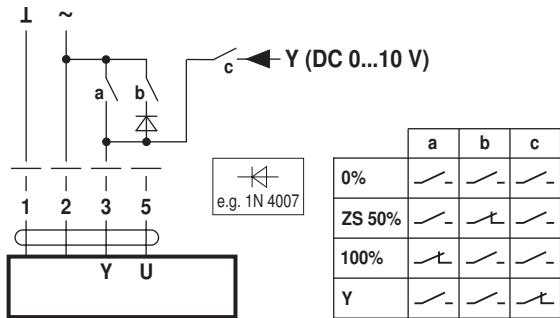 ⊥ ~
a b c Y (DC 0...10 V)
1 2 3 5
Y U
e.g. 1N 4007
a b c
0%
ZS 50%
100%
Y